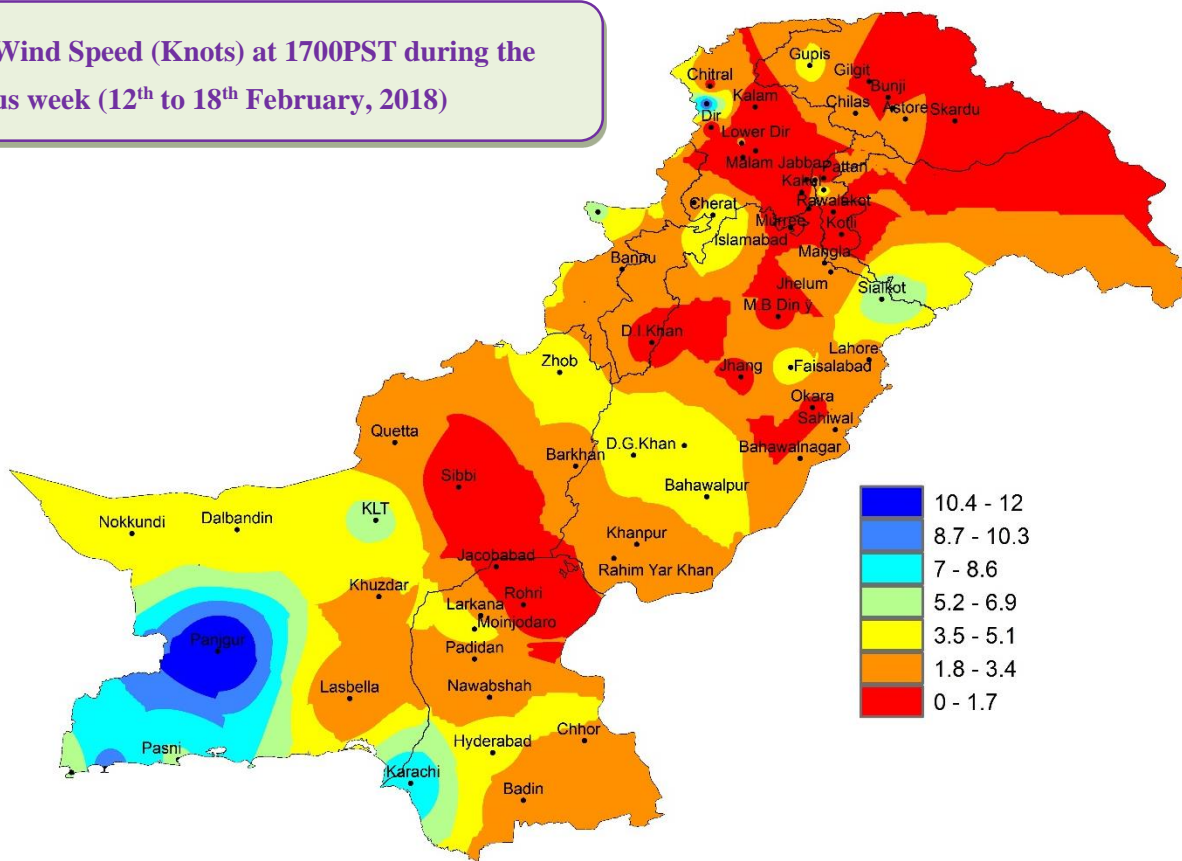 Wind Speed (Knots) at 1700PST during the
us week (12th to 18th February, 2018)
Gupis
Gilgit
Chitral
Bunji
Kalam
Chilas
Astore
Skardu
Dir
Lower Dir
Malam Jabbac
Pattan
Kakul
Rawalakot
Cherat
Murree
Kotli
Islamabad
Mangla
Bannu
Jhelum
Sialkot
M B Din ÿ
D I Khan
Lahore
Zhob
Jhang
Faisalabad
Okara
Sahiwal
Quetta
D.G.Khan
Bahawalnagar
Barkhan
Sibbi
Bahawalpur
KLT
Nokkundi
Dalbandin
Khanpur
Jacobabad
Rahim Yar Khan
Khuzdar
Rohri
Larkana
Moinjodaro
Panjgur
Padidan
Lasbella
Nawabshah
Chhor
Pasni
Hyderabad
Karachi
Badin
10.4 - 12
8.7 - 10.3
7 - 8.6
5.2 - 6.9
3.5 - 5.1
1.8 - 3.4
0 - 1.7